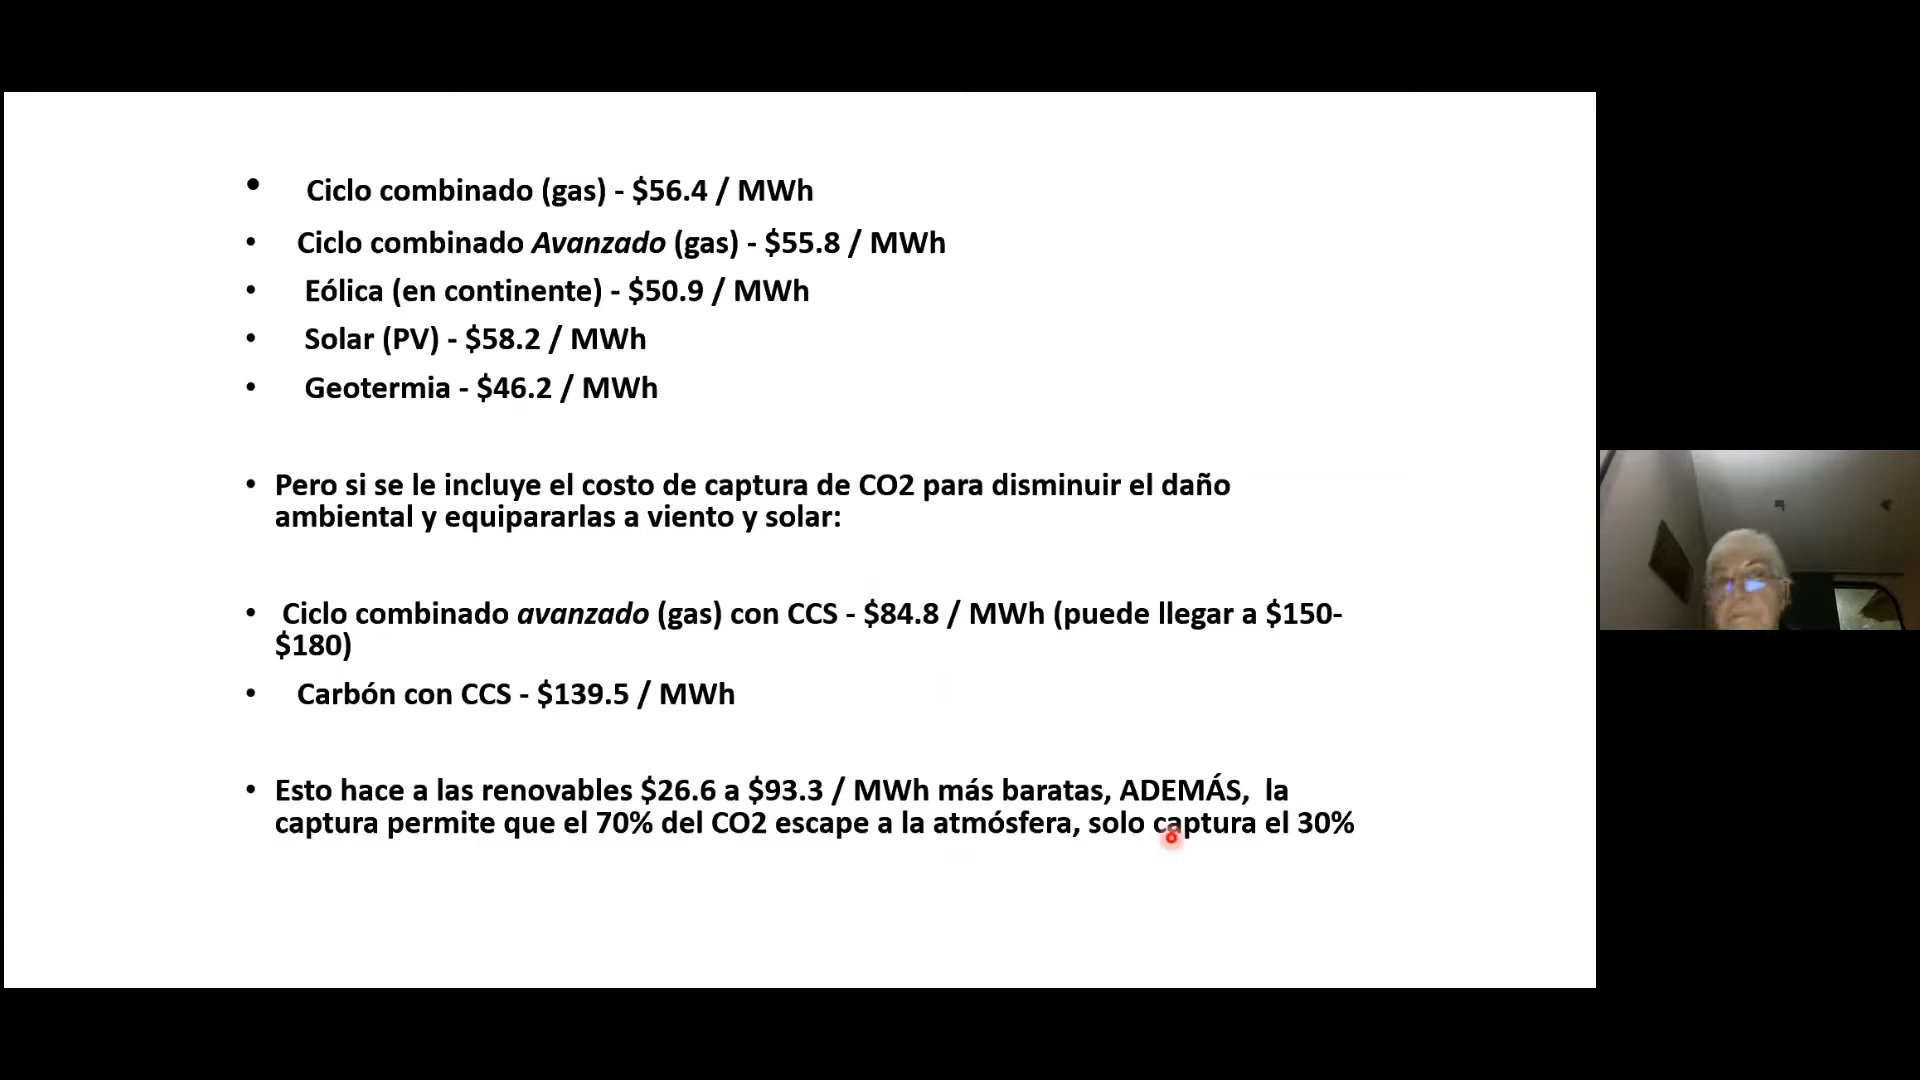 • Ciclo combinado (gas) - $56.4 / MWh
• Ciclo combinado Avanzado (gas) - $55.8 / MWh
• Eólica (en continente) - $50.9 / MWh
• Solar (PV) - $58.2 / MWh
• Geotermia - $46.2 / MWh
• Pero si se le incluye el costo de captura de CO2 para disminuir el daño
ambiental y equipararlas a viento y solar:
• Ciclo combinado avanzado (gas) con CCS - $84.8 / MWh (puede llegar a $150-
$180)
• Carbón con CCS - $139.5 / MWh
• Esto hace a las renovables $26.6 a $93.3 / MWh más baratas, ADEMÁS, la
captura permite que el 70% del CO2 escape a la atmósfera, solo captura el 30%